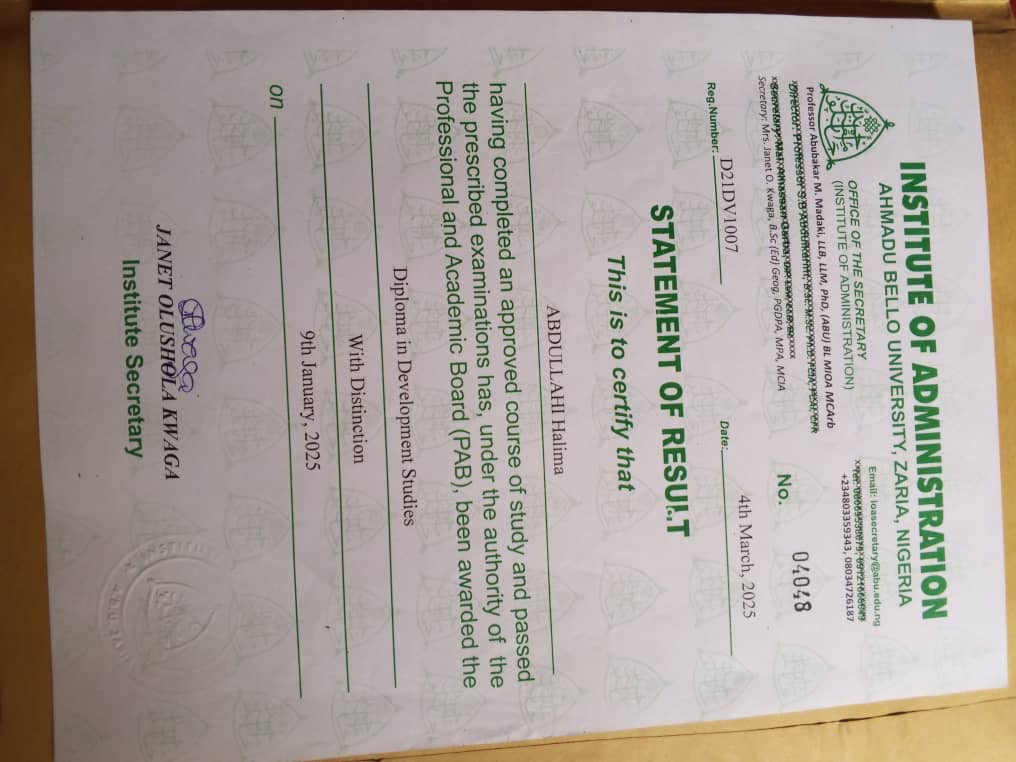 INSTITUTE OF ADMINISTRATION
AHMADU BELLO UNIVERSITY, ZARIA, NIGERIA
OFFICE OF THE SECRETARY
(INSTITUTE OF ADMINISTRATION)
Email: ioasecretary@abu.edu.ng
+2348033593 43, 08034726187
Professor Abubakar M. Madaki, LLB, LLM, PhD, (ABU) BL MIOA MCArb
Secretary: Mrs. Janet O. Kwaga, B.Sc (Ed) Geog, PGDPA, MPA, MCIA
No. 04048
Reg.Number: D21DV1007
Date: 4th March, 2025
STATEMENT OF RESULT
This is to certify that
ABDULLAHI Halima
having completed an approved course of study and passed
the prescribed examinations has, under the authority of the
Professional and Academic Board (PAB), been awarded the
Diploma in Development Studies
With Distinction
on 9th January, 2025
JANET OLUSHOLA KWAGA
Institute Secretary